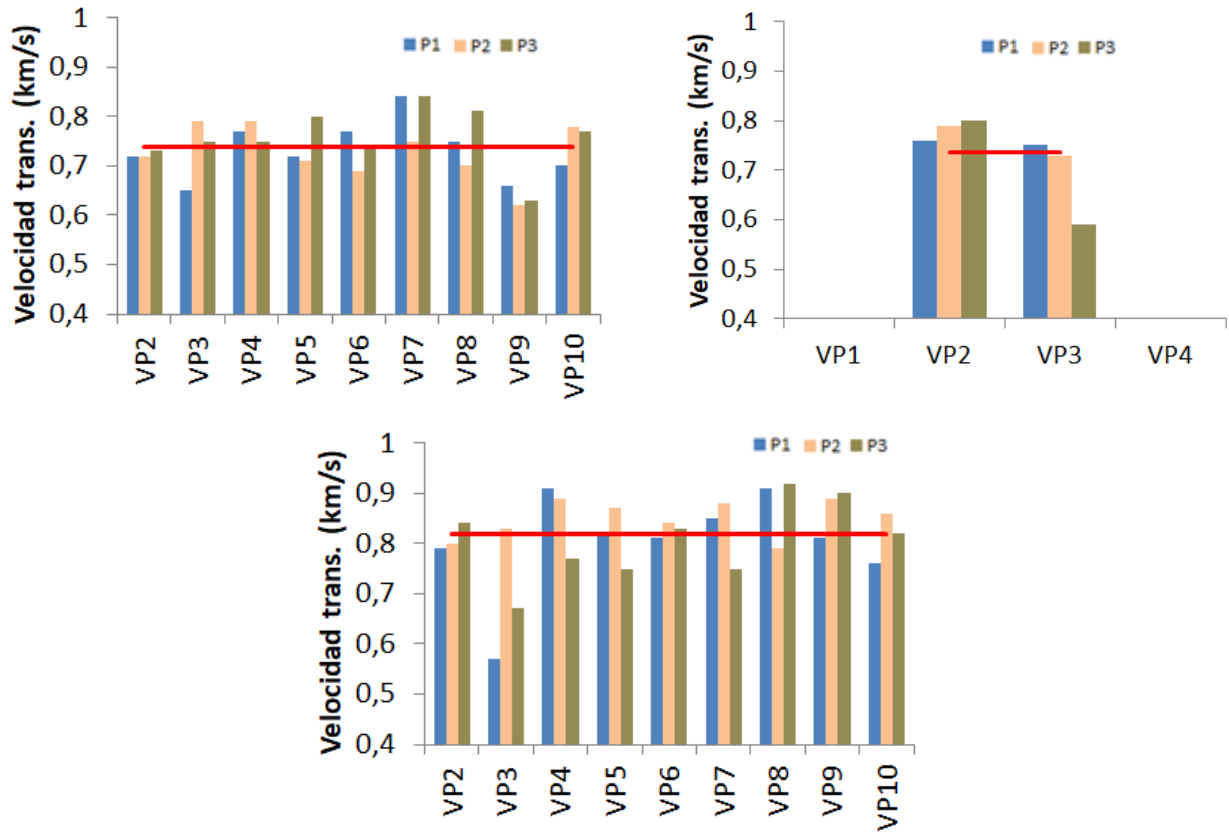 Velocidad trans. (km/s)
1
0,9
0,8
0,7
0,6
0,5
0,4
P1 P2 P3
VP2 VP3 VP4 VP5 VP6 VP7 VP8 VP9 VP10
Velocidad trans. (km/s)
1
0,9
0,8
0,7
0,6
0,5
0,4
P1 P2 P3
VP1 VP2 VP3 VP4
Velocidad trans. (km/s)
1
0,9
0,8
0,7
0,6
0,5
0,4
P1 P2 P3
VP2 VP3 VP4 VP5 VP6 VP7 VP8 VP9 VP10